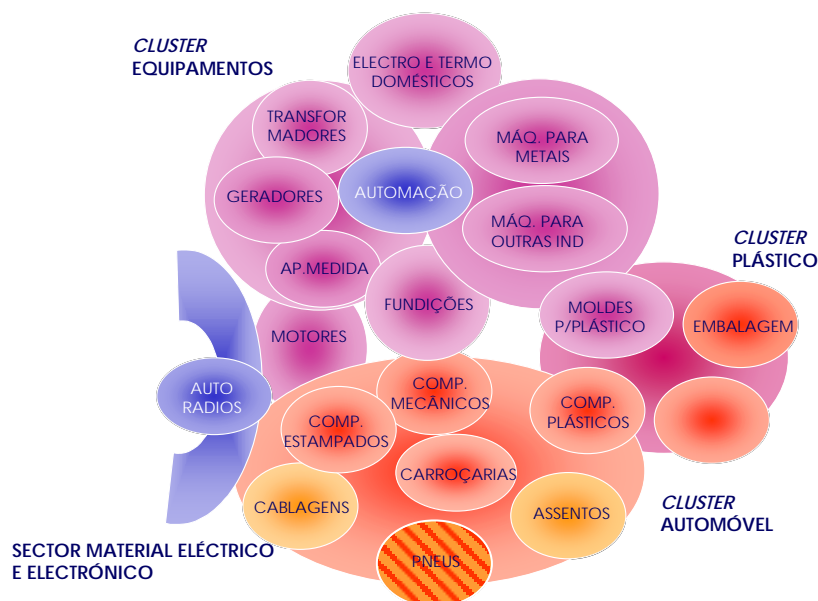 CLUSTER
EQUIPAMENTOS
ELECTRO E TERMO
DOMÉSTICOS
TRANSFOR
MADORES
MÁQ. PARA
METAIS
GERADORES
AUTOMAÇÃO
MÁQ. PARA
OUTRAS IND
CLUSTER
PLÁSTICO
AP.MEDIDA
FUNDIÇÕES
MOLDES
P/PLÁSTICO
EMBALAGEM
MOTORES
AUTO
RADIOS
COMP.
MECÂNICOS
COMP.
ESTAMPADOS
COMP.
PLÁSTICOS
CARROÇARIAS
CABLAGENS
ASSENTOS
CLUSTER
AUTOMÓVEL
SECTOR MATERIAL ELÉCTRICO
E ELECTRÓNICO
PNEUS